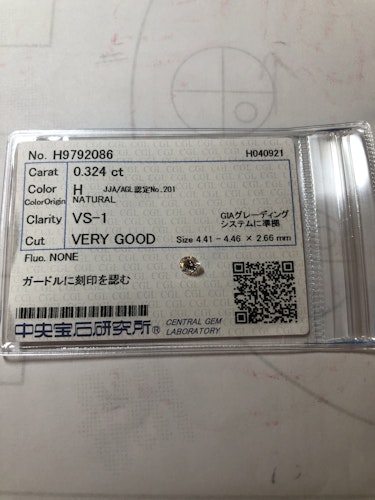 No. H9792086 H040921
Carat 0.324 ct
Color H JJA/AGL認定No.201
ColorOrigin NATURAL
Clarity VS-1 GIAグレーディング
システムに準拠
Cut VERY GOOD Size 4.41 - 4.46 × 2.66 mm
Fluo. NONE
ガードルに刻印を認む
中央宝石研究所® CENTRAL GEM
LABORATORY